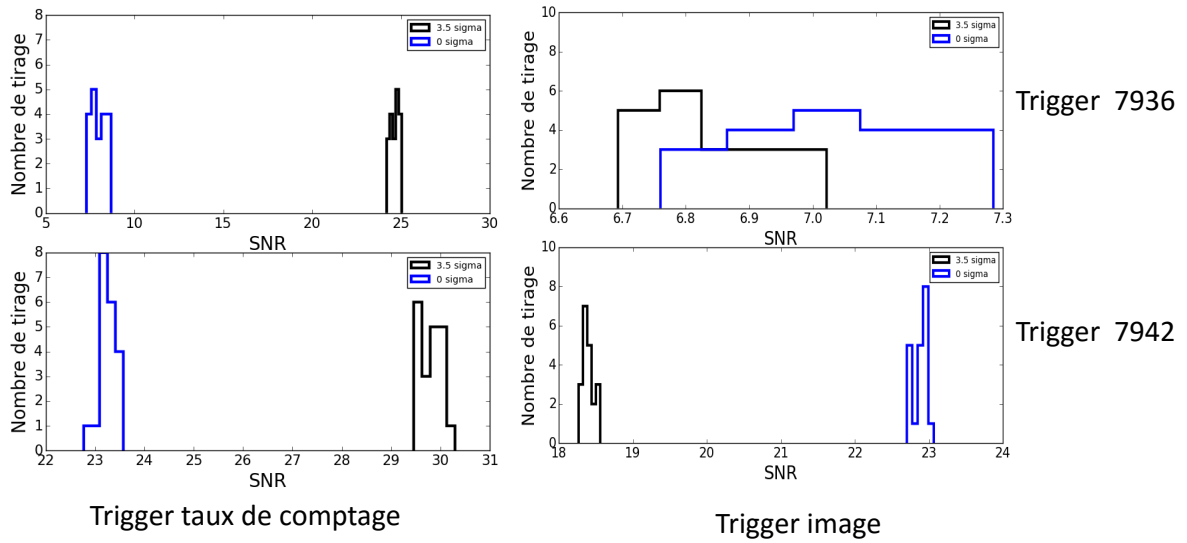 8
7
6
5
4
3
2
1
0
Nombre de tirage
3.5 sigma
0 sigma
5 10 15 20 25 30
SNR
10
8
6
4
2
0
Nombre de tirage
3.5 sigma
0 sigma
6.6 6.7 6.8 6.9 7.0 7.1 7.2 7.3
SNR
Trigger 7936
8
7
6
5
4
3
2
1
0
Nombre de tirage
3.5 sigma
0 sigma
22 23 24 25 26 27 28 29 30 31
SNR
10
8
6
4
2
0
Nombre de tirage
3.5 sigma
0 sigma
18 19 20 21 22 23 24
SNR
Trigger 7942
Trigger taux de comptage
Trigger image